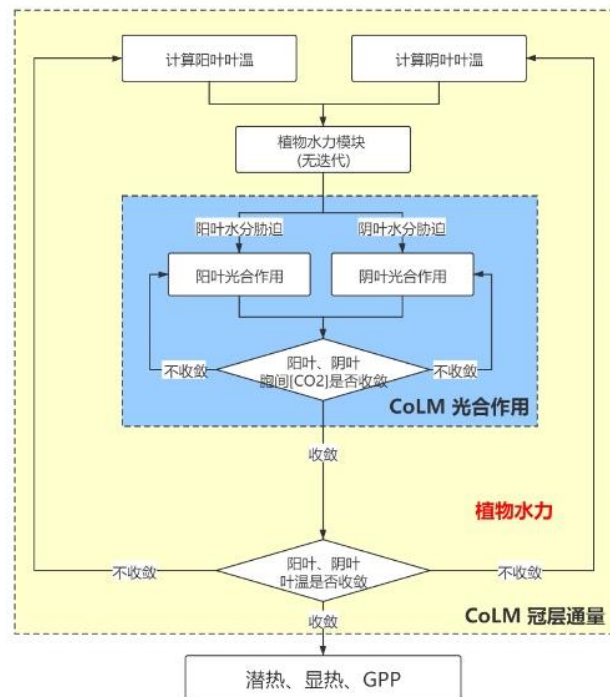 计算阳叶叶温
计算阴叶叶温
植物水力模块
(无迭代)
阳叶水分胁迫
阴叶水分胁迫
阳叶光合作用
阴叶光合作用
不收敛
阳叶、阴叶
胞间[CO2]是否收敛
不收敛
CoLM 光合作用
收敛
植物水力
不收敛
阳叶、阴叶
叶温是否收敛
不收敛
CoLM 冠层通量
收敛
潜热、显热、GPP